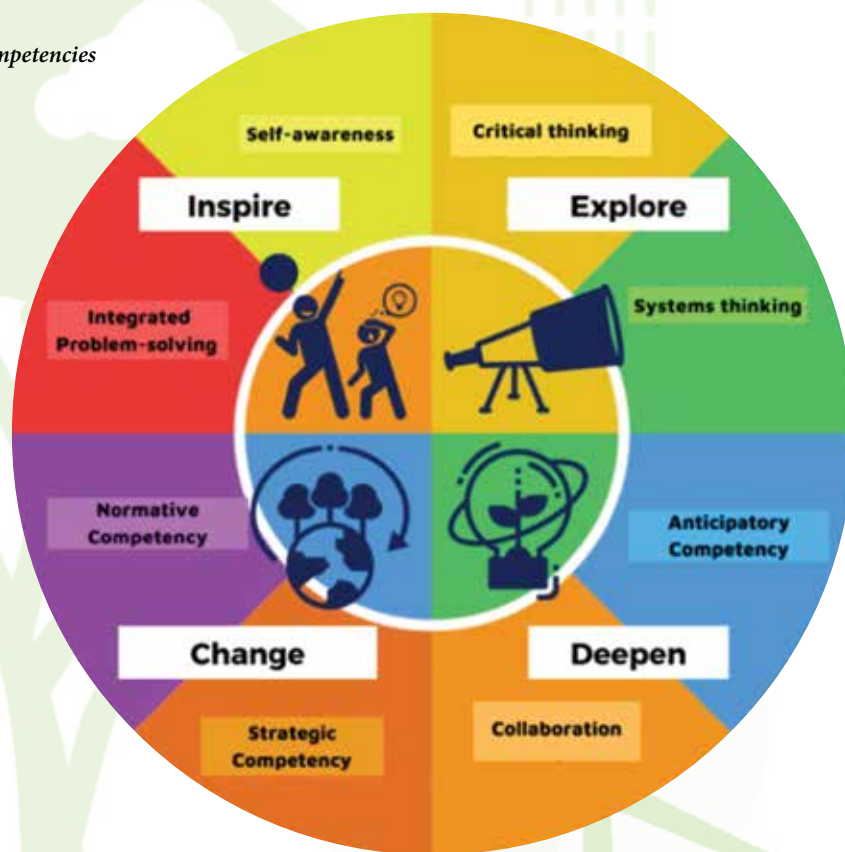 mpetencies
Self-awareness
Critical thinking
Inspire
Explore
Integrated
Problem-solving
Systems thinking
Normative
Competency
Anticipatory
Competency
Change
Deepen
Strategic
Competency
Collaboration